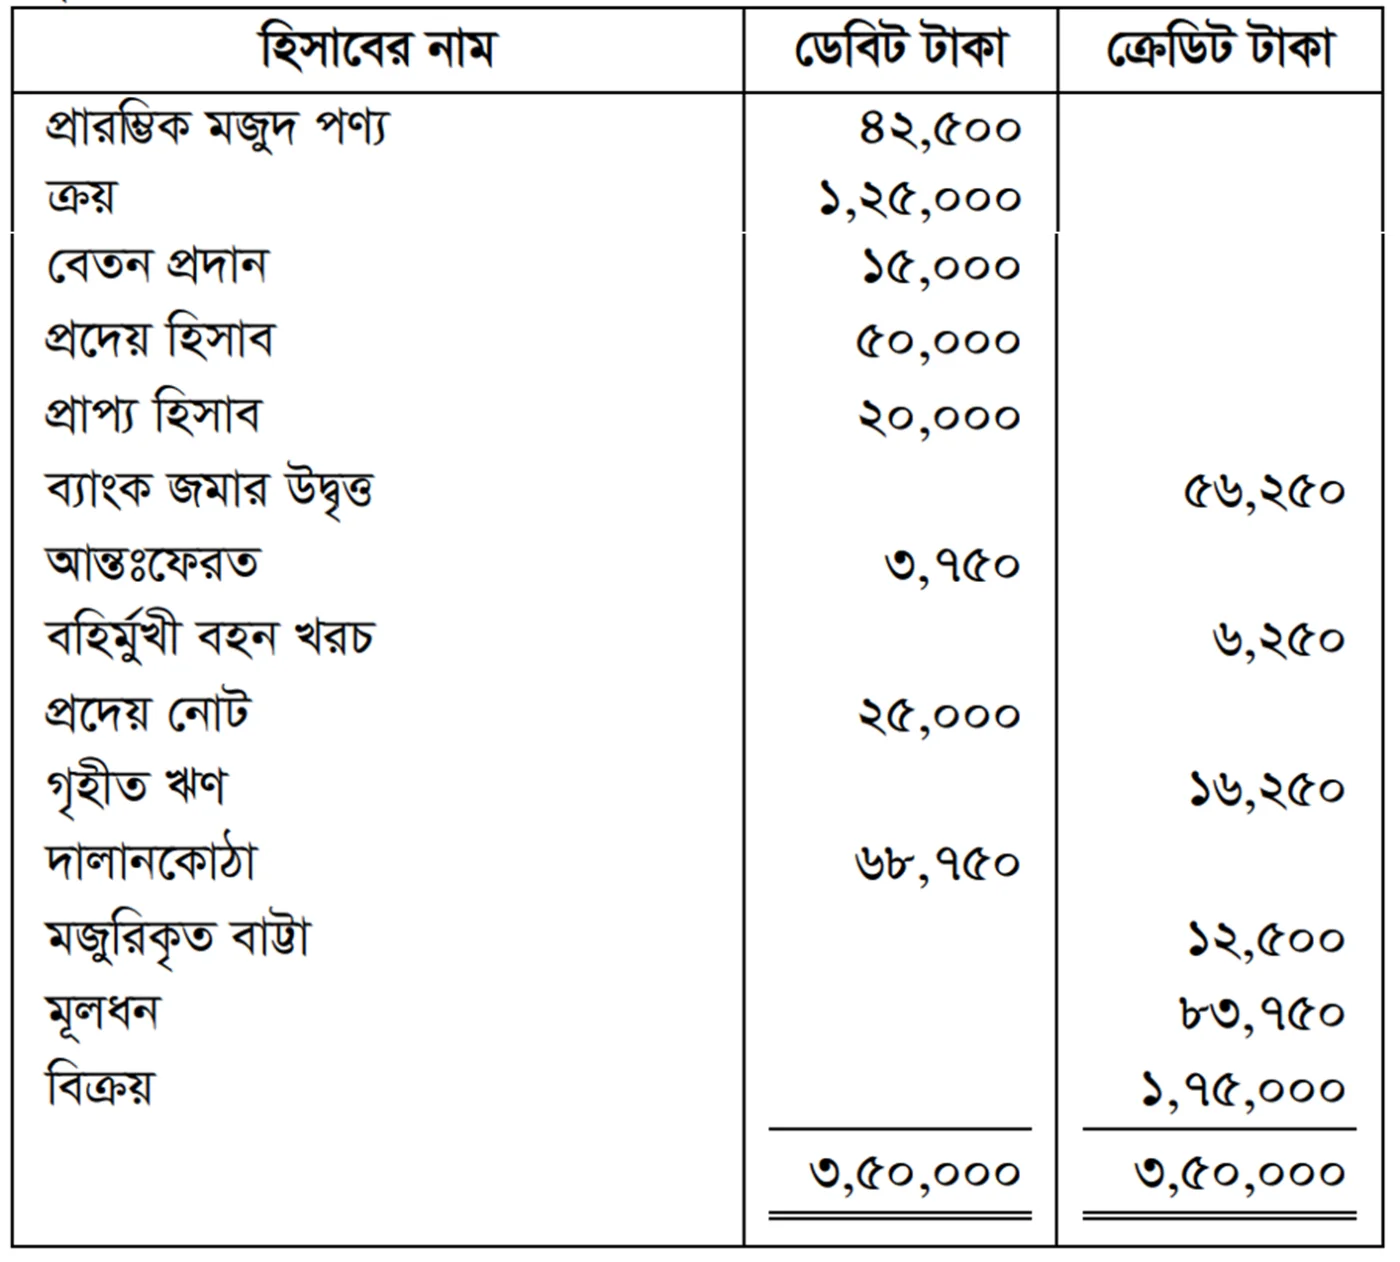 হিসাবের নাম ডেবিট টাকা ক্রেডিট টাকা
প্রারম্ভিক মজুদ পণ্য ৪২,৫০০
ক্রয় ১,২৫,০০০
বেতন প্রদান ১৫,০০০
প্রদেয় হিসাব ৫০,০০০
প্রাপ্য হিসাব ২০,০০০
ব্যাংক জমার উদ্বৃত্ত ৫৬,২৫০
আন্তঃফেরত ৩,৭৫০
বহির্মুখী বহন খরচ ৬,২৫০
প্রদেয় নোট ২৫,০০০
গৃহীত ঋণ ১৬,২৫০
দালানকোঠা ৬৮,৭৫০
মজুরিকৃত বাট্টা ১২,৫০০
মূলধন ৮৩,৭৫০
বিক্রয় ১,৭৫,০০০
৩,৫০,০০০ ৩,৫০,০০০